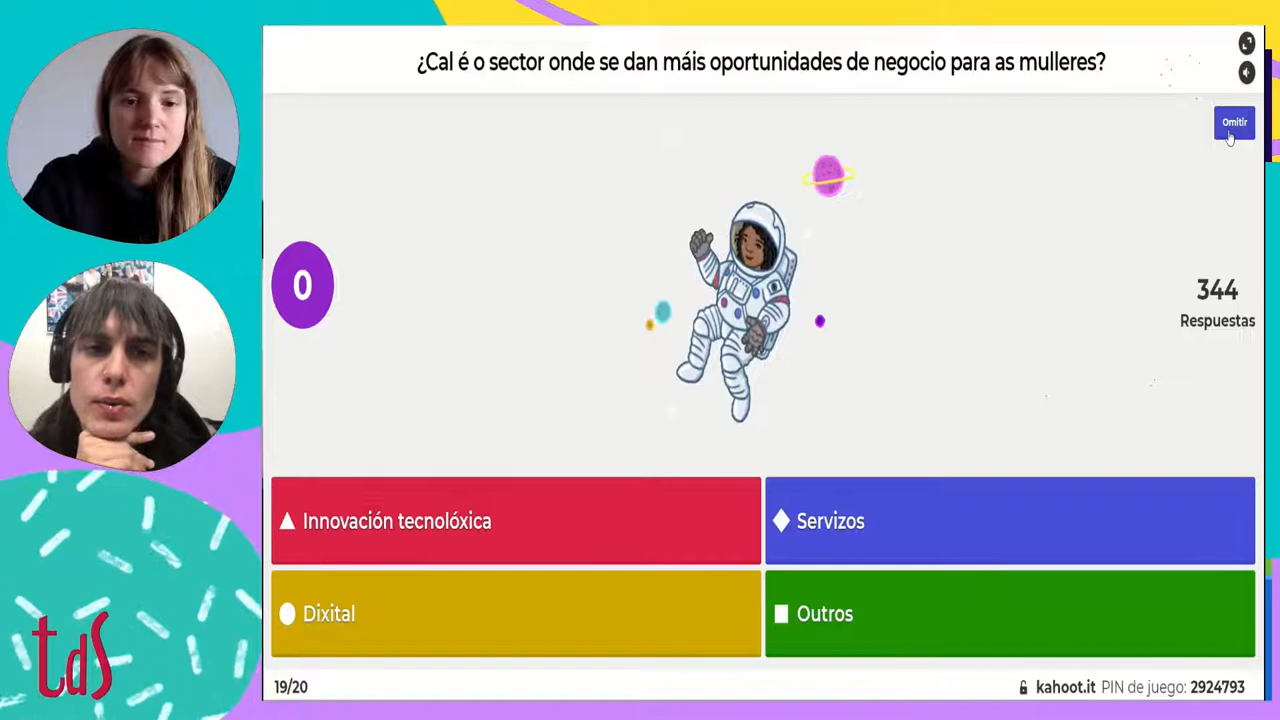 ¿Cal é o sector onde se dan máis oportunidades de negocio para as mulleres?
Omitir
0
344
Respuestas
Innovación tecnolóxica
Servizos
Dixital
Outros
19/20
kahoot.it PIN de juego: 2924793
tds